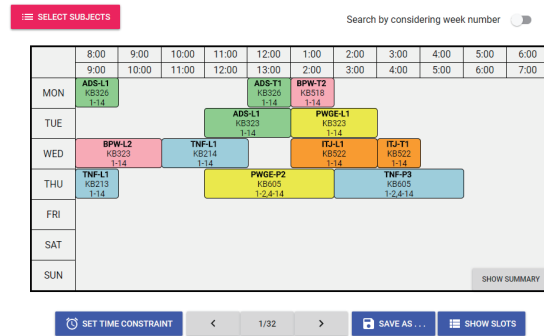 SELECT SUBJECTS
Search by considering week number
8:00 9:00 10:00 11:00 12:00 1:00 2:00 3:00 4:00 5:00 6:00
9:00 10:00 11:00 12:00 13:00 2:00 3:00 4:00 5:00 6:00 7:00
MON
ADS-L1
KB326
1-14
ADS-T1
KB326
1-14
BPW-T2
KB518
1-14
TUE
ADS-L1
KB323
1-14
PWGE-L1
KB323
1-14
WED
BPW-L2
KB323
1-14
TNF-L1
KB214
1-14
ITJ-L1
KB522
1-14
ITJ-T1
KB522
1-14
THU
TNF-L1
KB213
1-14
PWGE-P2
KB605
1-2,4-14
TNF-P3
KB605
1-2,4-14
FRI
SAT
SUN
SHOW SUMMARY
SET TIME CONSTRAINT
1/32
SAVE AS . . .
SHOW SLOTS